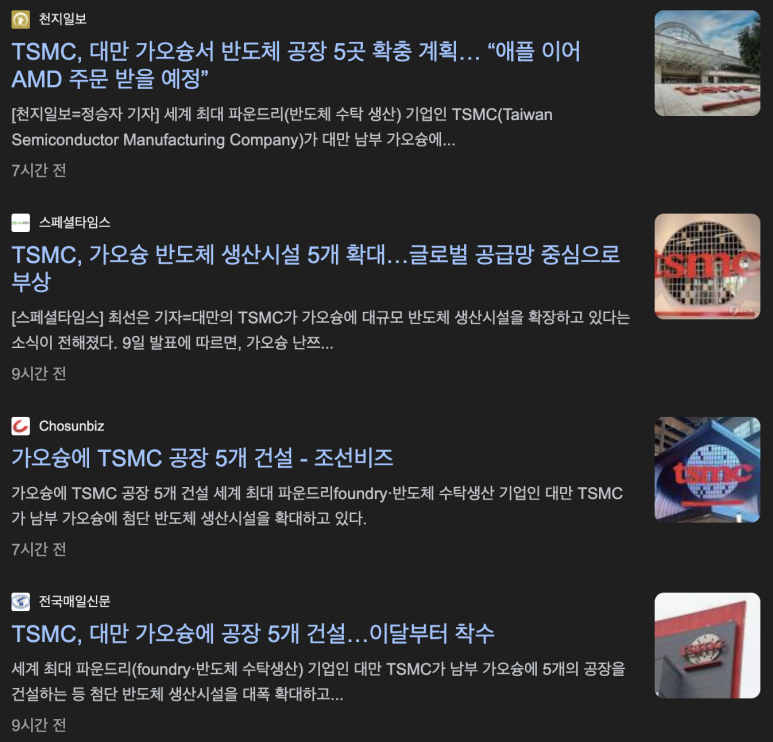 천지일보
TSMC, 대만 가오슝서 반도체 공장 5곳 확충 계획… “애플 이어
AMD 주문 받을 예정”
[천지일보=정승자 기자] 세계 최대 파운드리(반도체 수탁 생산) 기업인 TSMC(Taiwan
Semiconductor Manufacturing Company)가 대만 남부 가오슝에...
7시간 전
스페셜타임스
TSMC, 가오슝 반도체 생산시설 5개 확대…글로벌 공급망 중심으로
부상
tsmc
[스페셜타임스] 최선은 기자=대만의 TSMC가 가오슝에 대규모 반도체 생산시설을 확장하고 있다는
소식이 전해졌다. 9일 발표에 따르면, 가오슝 난쯔...
9시간 전
Chosunbiz
가오슝에 TSMC 공장 5개 건설 - 조선비즈
tsmc
가오슝에 TSMC 공장 5개 건설 세계 최대 파운드리foundry·반도체 수탁생산 기업인 대만 TSMC
가 남부 가오슝에 첨단 반도체 생산시설을 확대하고 있다.
7시간 전
전국매일신문
TSMC, 대만 가오슝에 공장 5개 건설…이달부터 착수
tsmc
세계 최대 파운드리(foundry·반도체 수탁생산) 기업인 대만 TSMC가 남부 가오슝에 5개의 공장을
건설하는 등 첨단 반도체 생산시설을 대폭 확대하고...
9시간 전